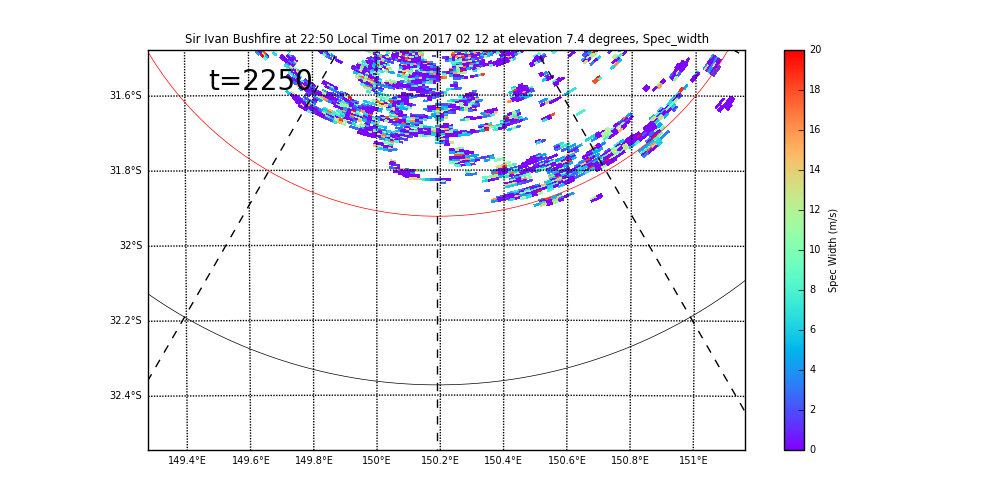 Sir Ivan Bushfire at 22:50 Local Time on 2017 02 12 at elevation 7.4 degrees, Spec_width
t=2250
31.6°S
31.8°S
32°S
32.2°S
32.4°S
149.4°E 149.6°E 149.8°E 150°E 150.2°E 150.4°E 150.6°E 150.8°E 151°E
20
18
16
14
12
10
8
6
4
2
0
Spec Width (m/s)